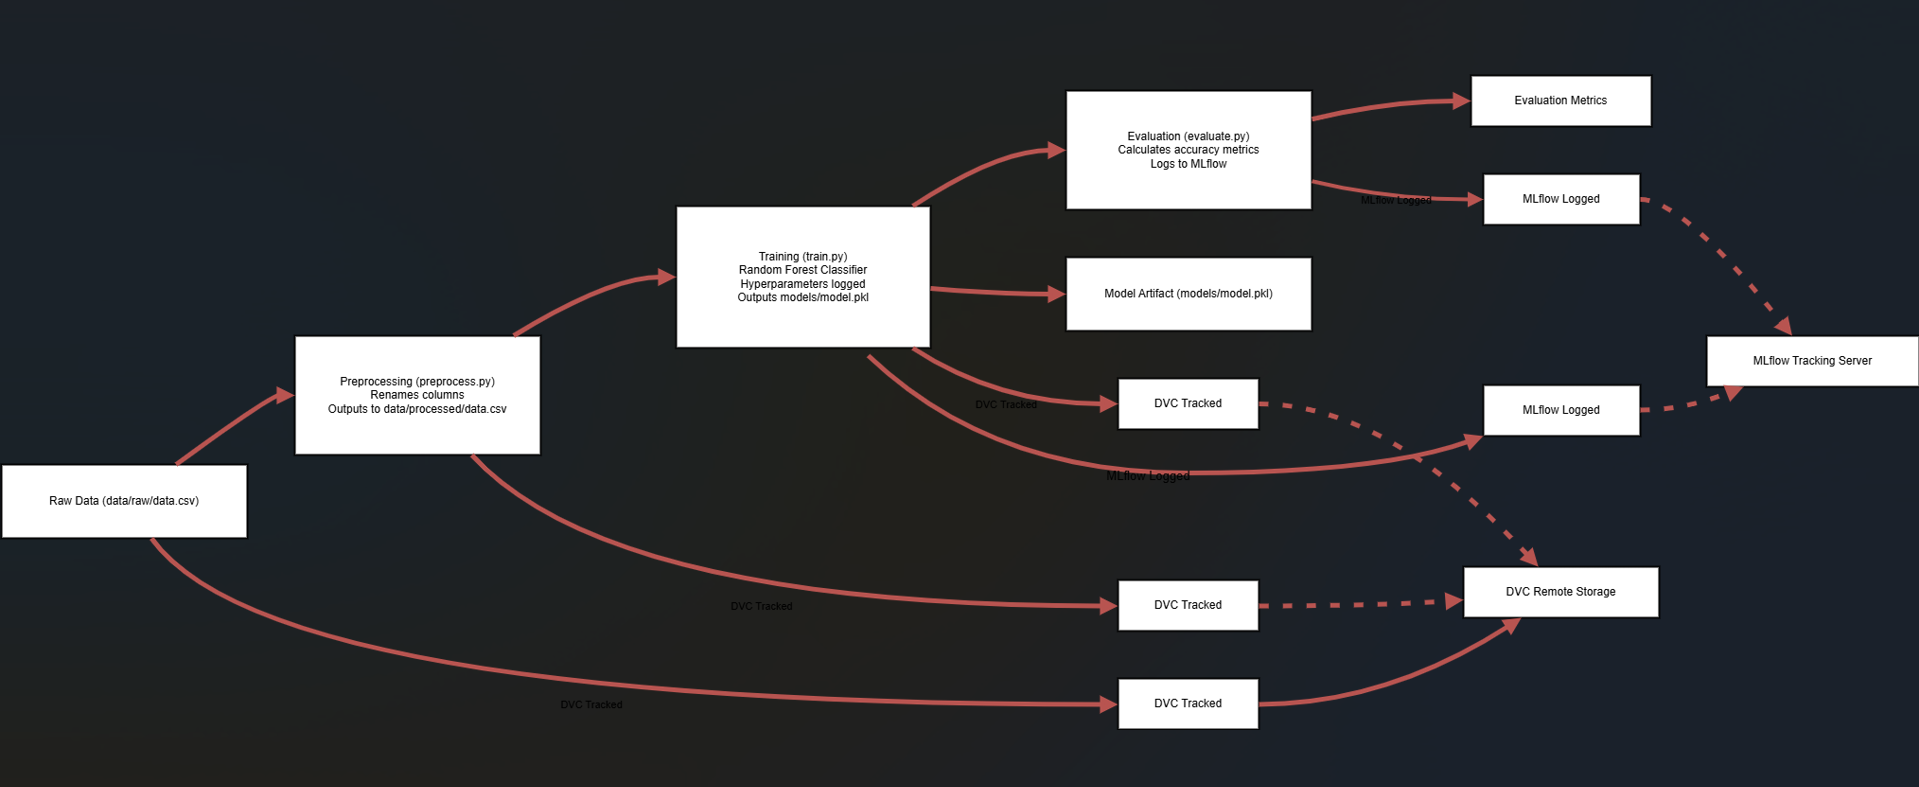 Evaluation Metrics
Evaluation (evaluate.py)
Calculates accuracy metrics
Logs to MLflow
MLflow Logged
MLflow Logged
Training (train.py)
Random Forest Classifier
Hyperparameters logged
Outputs models/model.pkl
Model Artifact (models/model.pkl)
MLflow Tracking Server
Preprocessing (preprocess.py)
Renames columns
Outputs to data/processed/data.csv
DVC Tracked
DVC Tracked
MLflow Logged
MLflow Logged
Raw Data (data/raw/data.csv)
DVC Remote Storage
DVC Tracked
DVC Tracked
DVC Tracked
DVC Tracked